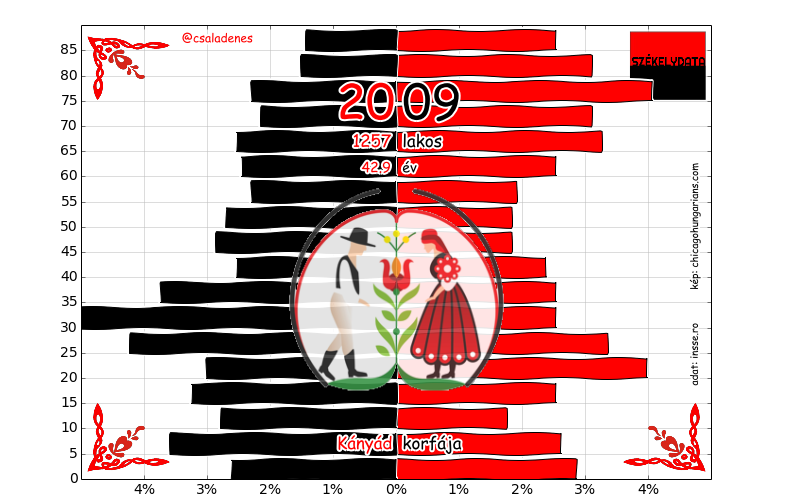 @csaladenes
SZÉKELYDATA
2009
1257 lakos
42,9 év
kép: chicagohungarians.com
adat: insse.ro
Kányád korfája
85
80
75
70
65
60
55
50
45
40
35
30
25
20
15
10
5
0
4% 3% 2% 1% 0% 1% 2% 3% 4%